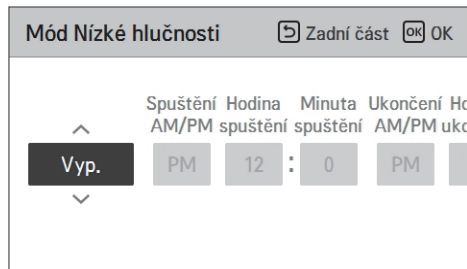 Mód Nízké hlučnosti Zadní část OK OK
Spuštění Hodina Minuta Ukončení
AM/PM spuštění spuštění AM/PM
Vyp. PM 12 : 0 PM